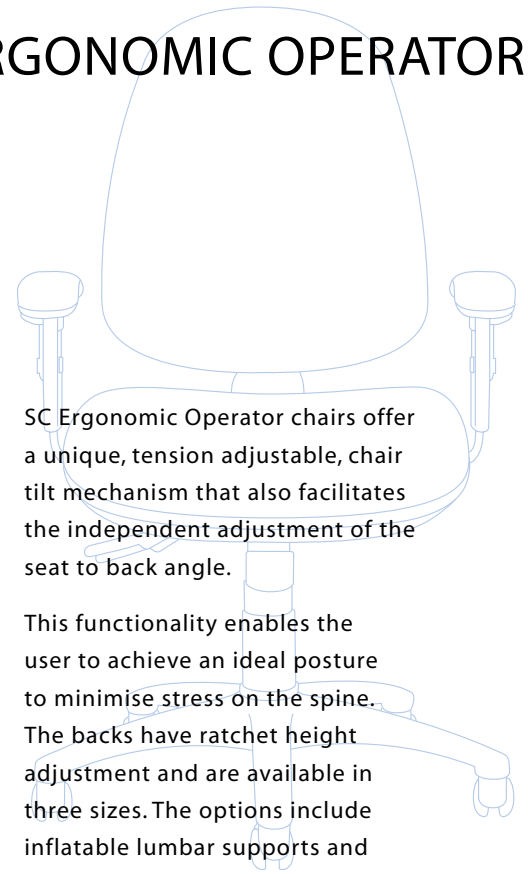 RGONOMIC OPERATOR
SC Ergonomic Operator chairs offer
a unique, tension adjustable, chair
tilt mechanism that also facilitates
the independent adjustment of the
seat to back angle.
This functionality enables the
user to achieve an ideal posture
to minimise stress on the spine.
The backs have ratchet height
adjustment and are available in
three sizes. The options include
inflatable lumbar supports and